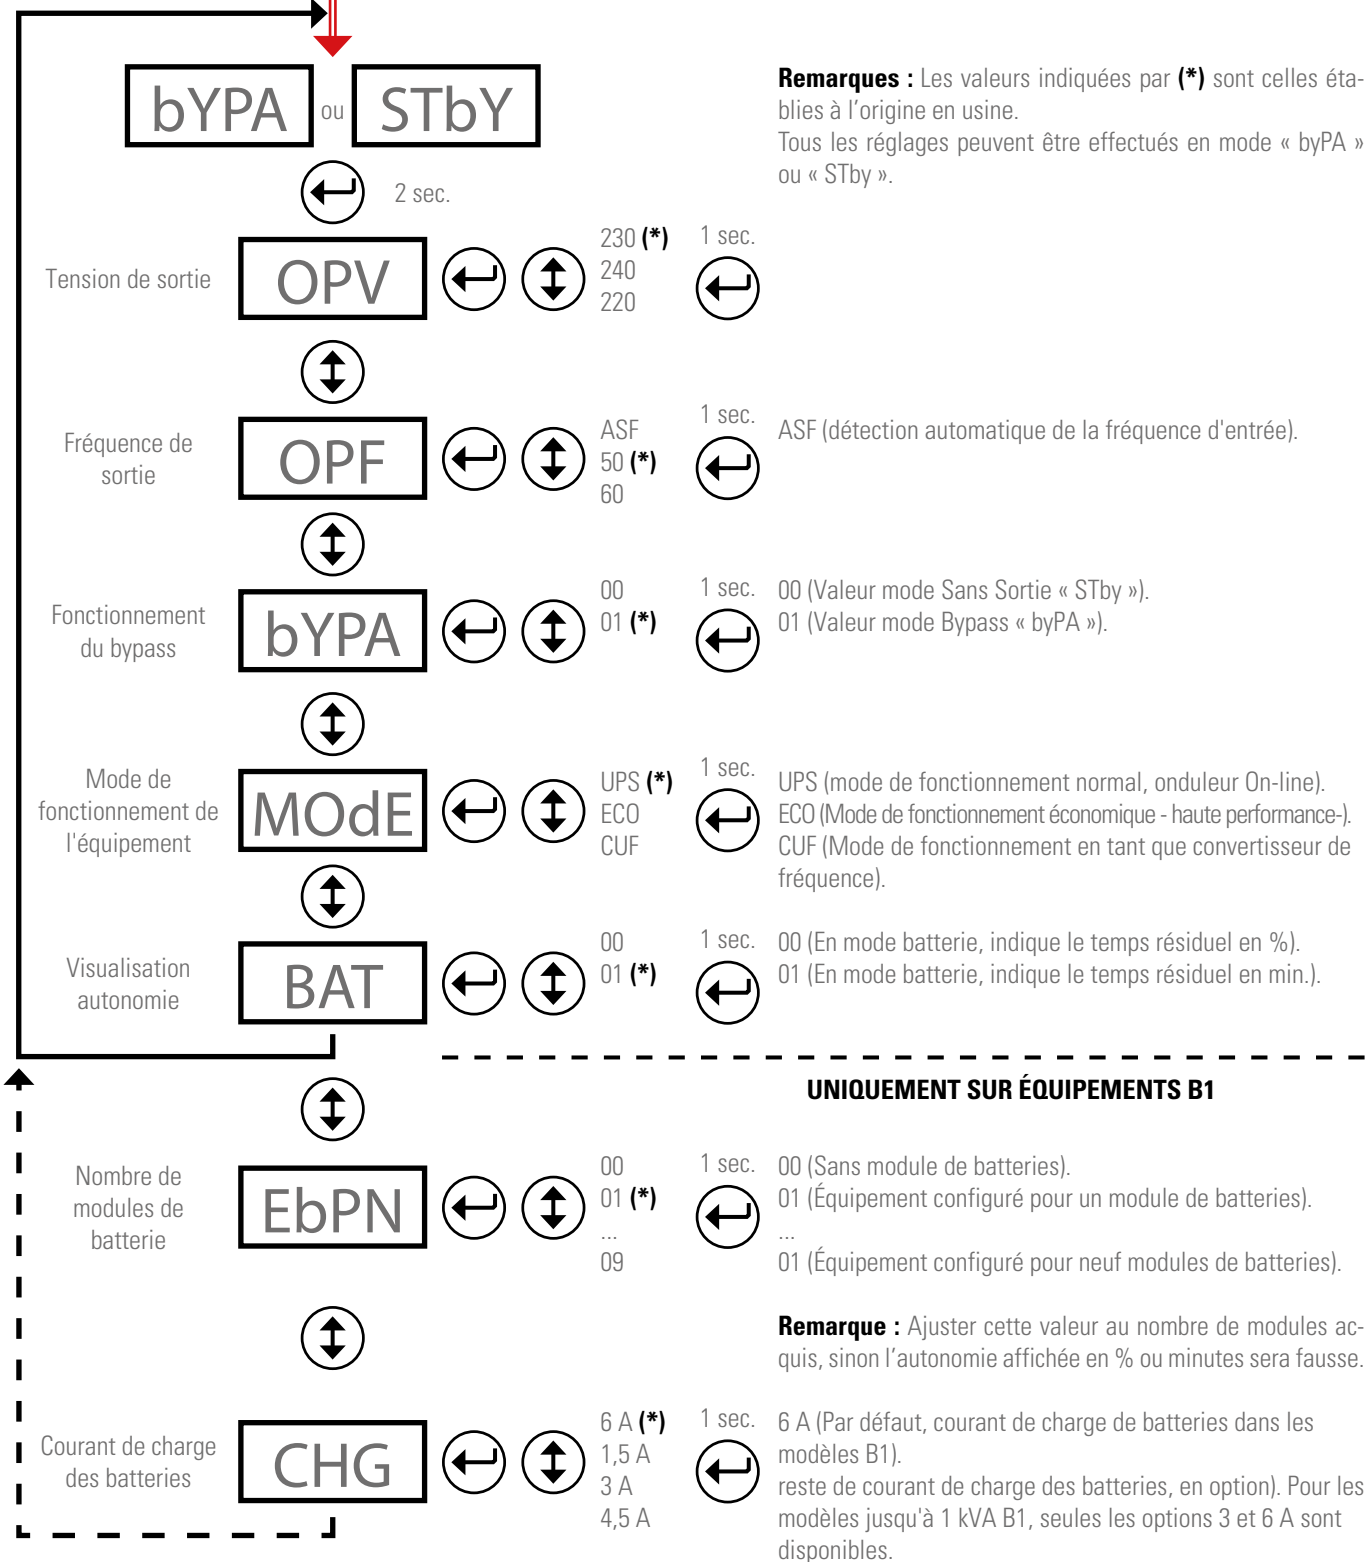 bYPA ou STbY
Remarques : Les valeurs indiquées par (*) sont celles éta-
blies à l'origine en usine.
Tous les réglages peuvent être effectués en mode « byPA »
ou « STby ».
2 sec.
Tension de sortie
OPV
230 (*)
240
220
1 sec.
Fréquence de
sortie
OPF
ASF
50 (*)
60
1 sec.
ASF (détection automatique de la fréquence d'entrée).
Fonctionnement
du bypass
bYPA
00
01 (*)
1 sec.
00 (Valeur mode Sans Sortie « STby »).
01 (Valeur mode Bypass « byPA »).
Mode de
fonctionnement de
l'équipement
MOdE
UPS (*)
ECO
CUF
1 sec.
UPS (mode de fonctionnement normal, onduleur On-line).
ECO (Mode de fonctionnement économique - haute performance-).
CUF (Mode de fonctionnement en tant que convertisseur de
fréquence).
Visualisation
autonomie
BAT
00
01 (*)
1 sec.
00 (En mode batterie, indique le temps résiduel en %).
01 (En mode batterie, indique le temps résiduel en min.).
UNIQUEMENT SUR ÉQUIPEMENTS B1
Nombre de
modules de
batterie
EbPN
00
01 (*)
...
09
1 sec.
00 (Sans module de batteries).
01 (Équipement configuré pour un module de batteries).
...
01 (Équipement configuré pour neuf modules de batteries).
Remarque : Ajuster cette valeur au nombre de modules ac-
quis, sinon l'autonomie affichée en % ou minutes sera fausse.
Courant de charge
des batteries
CHG
6 A (*)
1,5 A
3 A
4,5 A
1 sec.
6 A (Par défaut, courant de charge de batteries dans les
modèles B1).
reste de courant de charge des batteries, en option). Pour les
modèles jusqu'à 1 kVA B1, seules les options 3 et 6 A sont
disponibles.